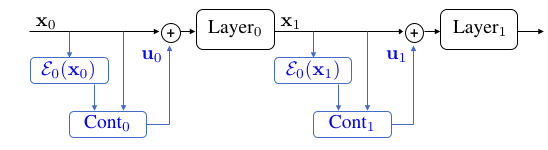 x₀ + Layer₀ x₁ + Layer₁
u₀ u₁
ℰ₀(x₀) ℰ₀(x₁)
Cont₀ Cont₁